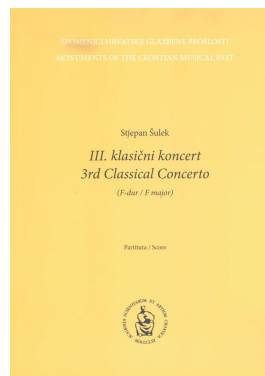 SPOMENICI HRVATSKE GLAZBENE PROŠLOSTI
MONUMENTS OF THE CROATIAN MUSICAL PAST
Stjepan Šulek
III. klasični koncert
3rd Classical Concerto
(F-dur / F major)
Partitura / Score